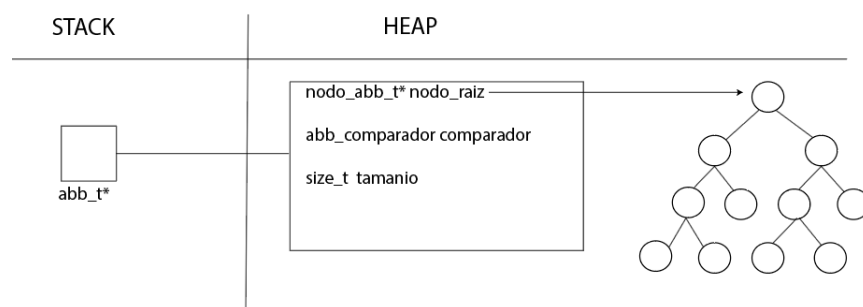 STACK
HEAP
nodo_abb_t* nodo_raiz
abb_comparador comparador
size_t tamanio
abb_t*